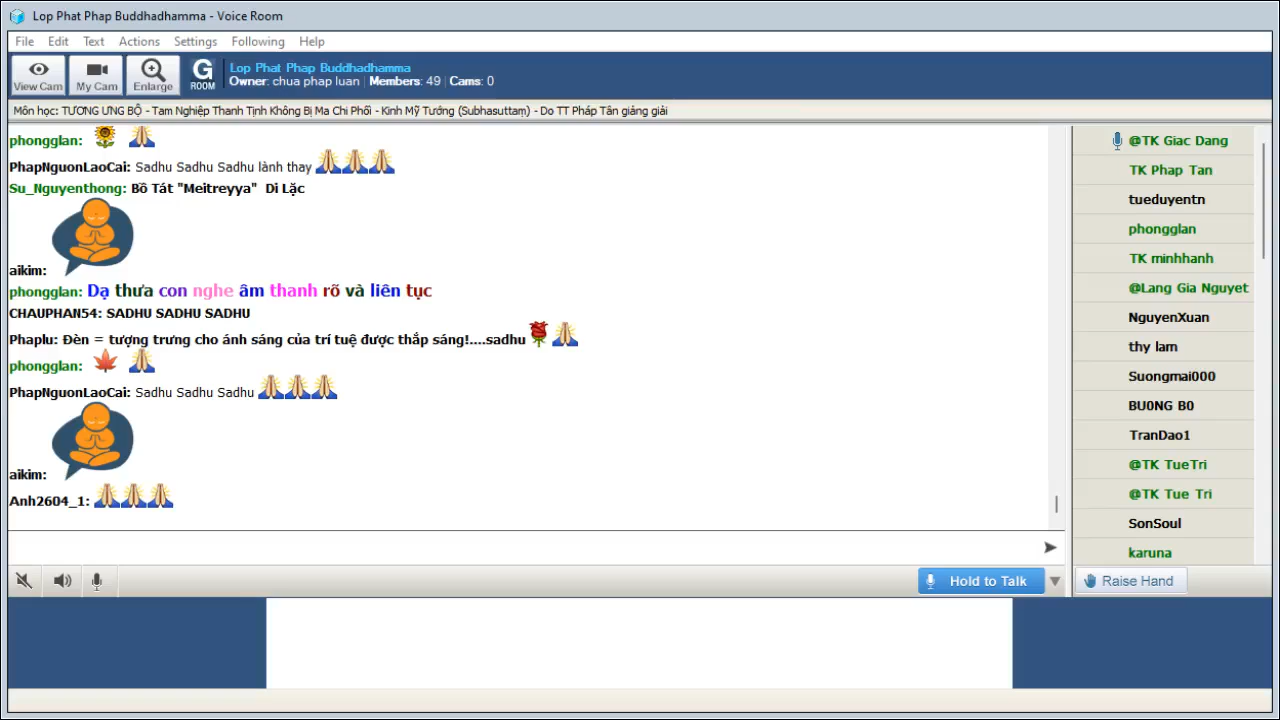 Lop Phat Phap Buddhadhamma - Voice Room
File Edit Text Actions Settings Following Help
View Cam My Cam Enlarge G ROOM
Lop Phat Phap Buddhadhamma
Owner: chua phap luan | Members: 49 | Cams: 0
Môn học: TƯƠNG ƯNG BỘ - Tam Nghiệp Thanh Tịnh Không Bị Ma Chi Phối - Kinh Mỹ Tướng (Subhasuttaṃ) - Do TT Pháp Tân giảng giải
phongglan:
PhapNguonLaoCai: Sadhu Sadhu Sadhu lành thay
Su_Nguyenthong: Bồ Tát "Meitreyya" Di Lặc
aikim:
phongglan: Dạ thưa con nghe âm thanh rõ và liên tục
CHAUPHAN54: SADHU SADHU SADHU
Phaplu: Đèn = tượng trưng cho ánh sáng của trí tuệ được thắp sáng!....sadhu
phongglan:
PhapNguonLaoCai: Sadhu Sadhu Sadhu
aikim:
Anh2604_1:
@TK Giac Dang
TK Phap Tan
tueduyentn
phongglan
TK minhhanh
@Lang Gia Nguyet
NguyenXuan
thy lam
Suongmai000
BU0NG B0
TranDao1
@TK TueTri
@TK Tue Tri
SonSoul
karuna
Hold to Talk
Raise Hand